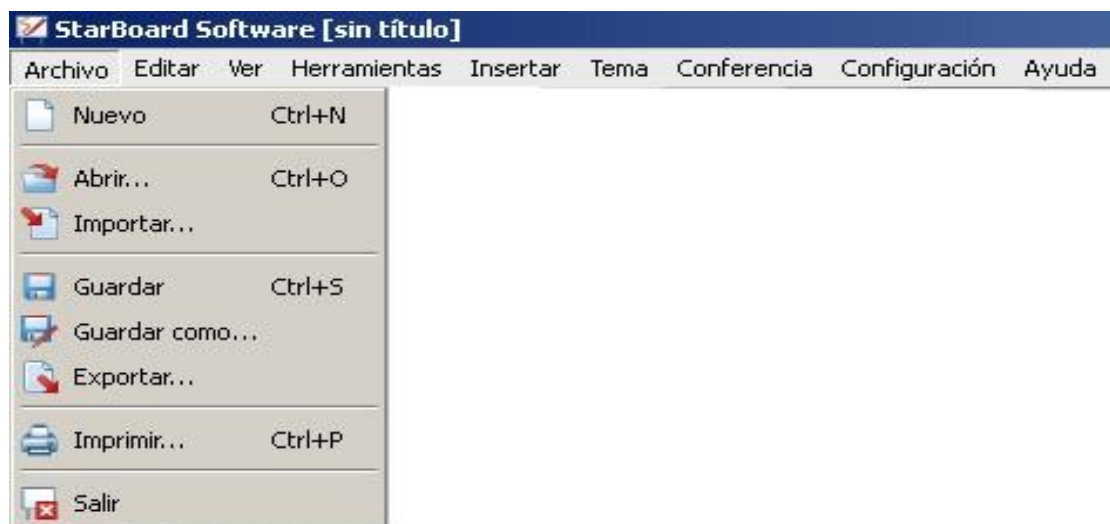 StarBoard Software [sin título]
Archivo Editar Ver Herramientas Insertar Tema Conferencia Configuración Ayuda
Nuevo Ctrl+N
Abrir... Ctrl+O
Importar...
Guardar Ctrl+S
Guardar como...
Exportar...
Imprimir... Ctrl+P
Salir